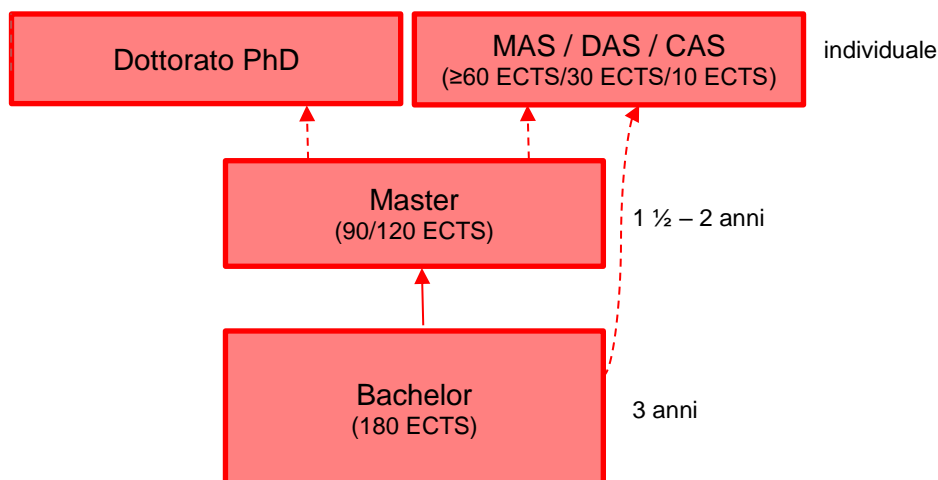 Dottorato PhD
MAS / DAS / CAS
(≥60 ECTS/30 ECTS/10 ECTS)
individuale
Master
(90/120 ECTS)
1 ½ – 2 anni
Bachelor
(180 ECTS)
3 anni